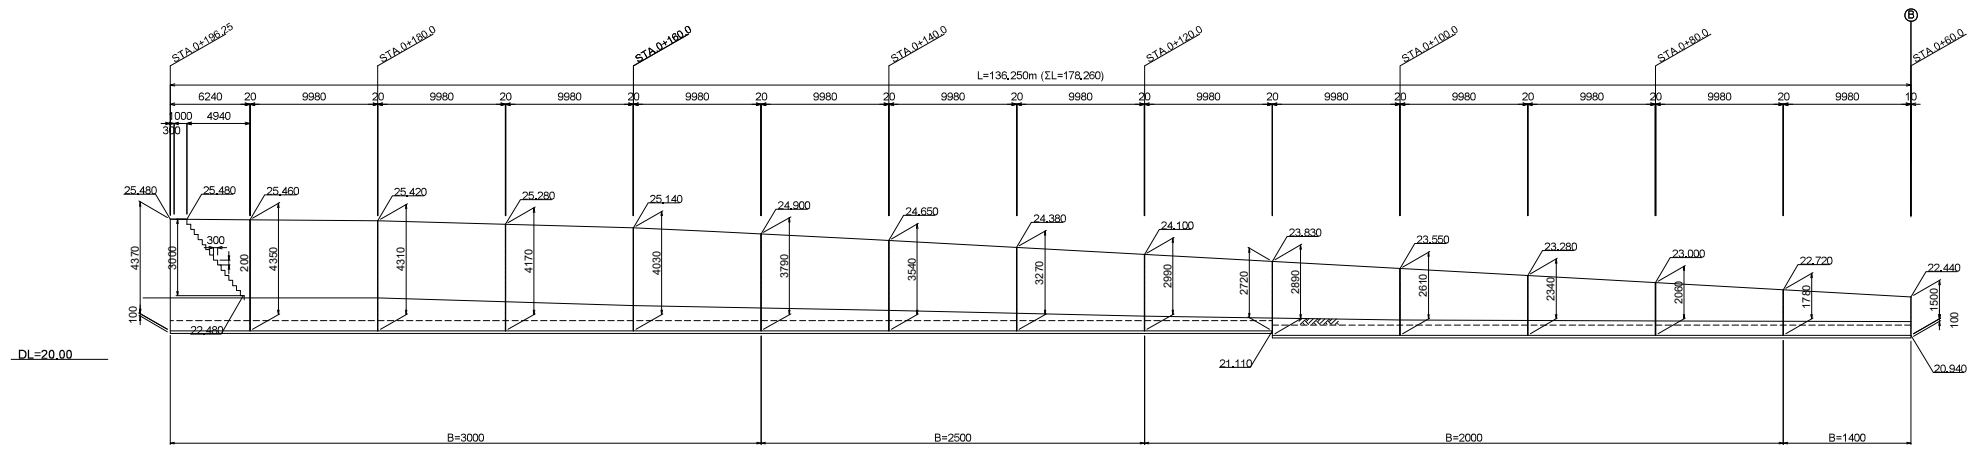 B
STA.0+196.25
STA.0+180.0
STA.0+160.0
STA.0+140.0
STA.0+120.0
STA.0+100.0
STA.0+80.0
STA.0+60.0
L=136.250m (ΣL=178.260)
6240 20 9980 20 9980 20 9980 20 9980 20 9980 20 9980 20 9980 20 9980 20 9980 20 9980 20 9980 20 9980 20 9980 10
1000 4940
300
25.480 25.480 25.460 25.420 25.280 25.140 24.900 24.650 24.380 24.100 23.830 23.550 23.280 23.000 22.720 22.440
300
4370 3000 200 4350 4310 4170 4030 3790 3540 3270 2990 2720 2890 2610 2340 2060 1780 1500
100 100
22.480
DL=20.00
21.110
20.940
B=3000 B=2500 B=2000 B=1400